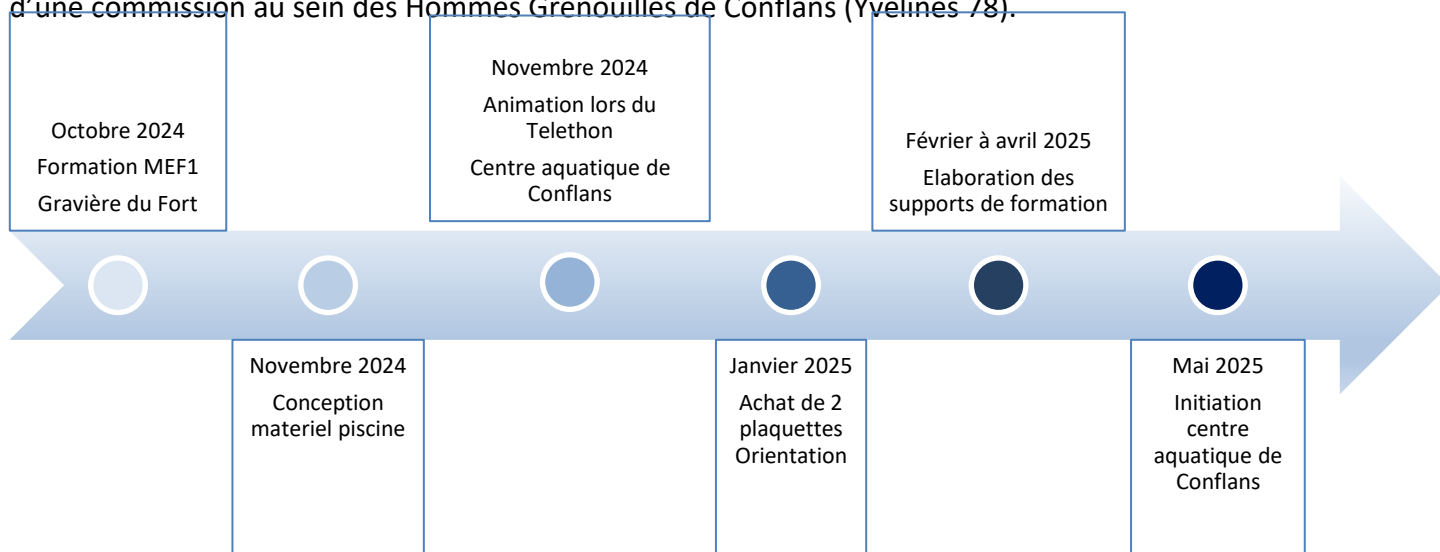 d'une commission au sein des Hommes Grenouilles de Conflans (Yvelines 78).
Octobre 2024
Formation MEF1
Gravière du Fort
Novembre 2024
Conception
materiel piscine
Novembre 2024
Animation lors du
Telethon
Centre aquatique de
Conflans
Janvier 2025
Achat de 2
plaquettes
Orientation
Février à avril 2025
Elaboration des
supports de formation
Mai 2025
Initiation
centre
aquatique de
Conflans